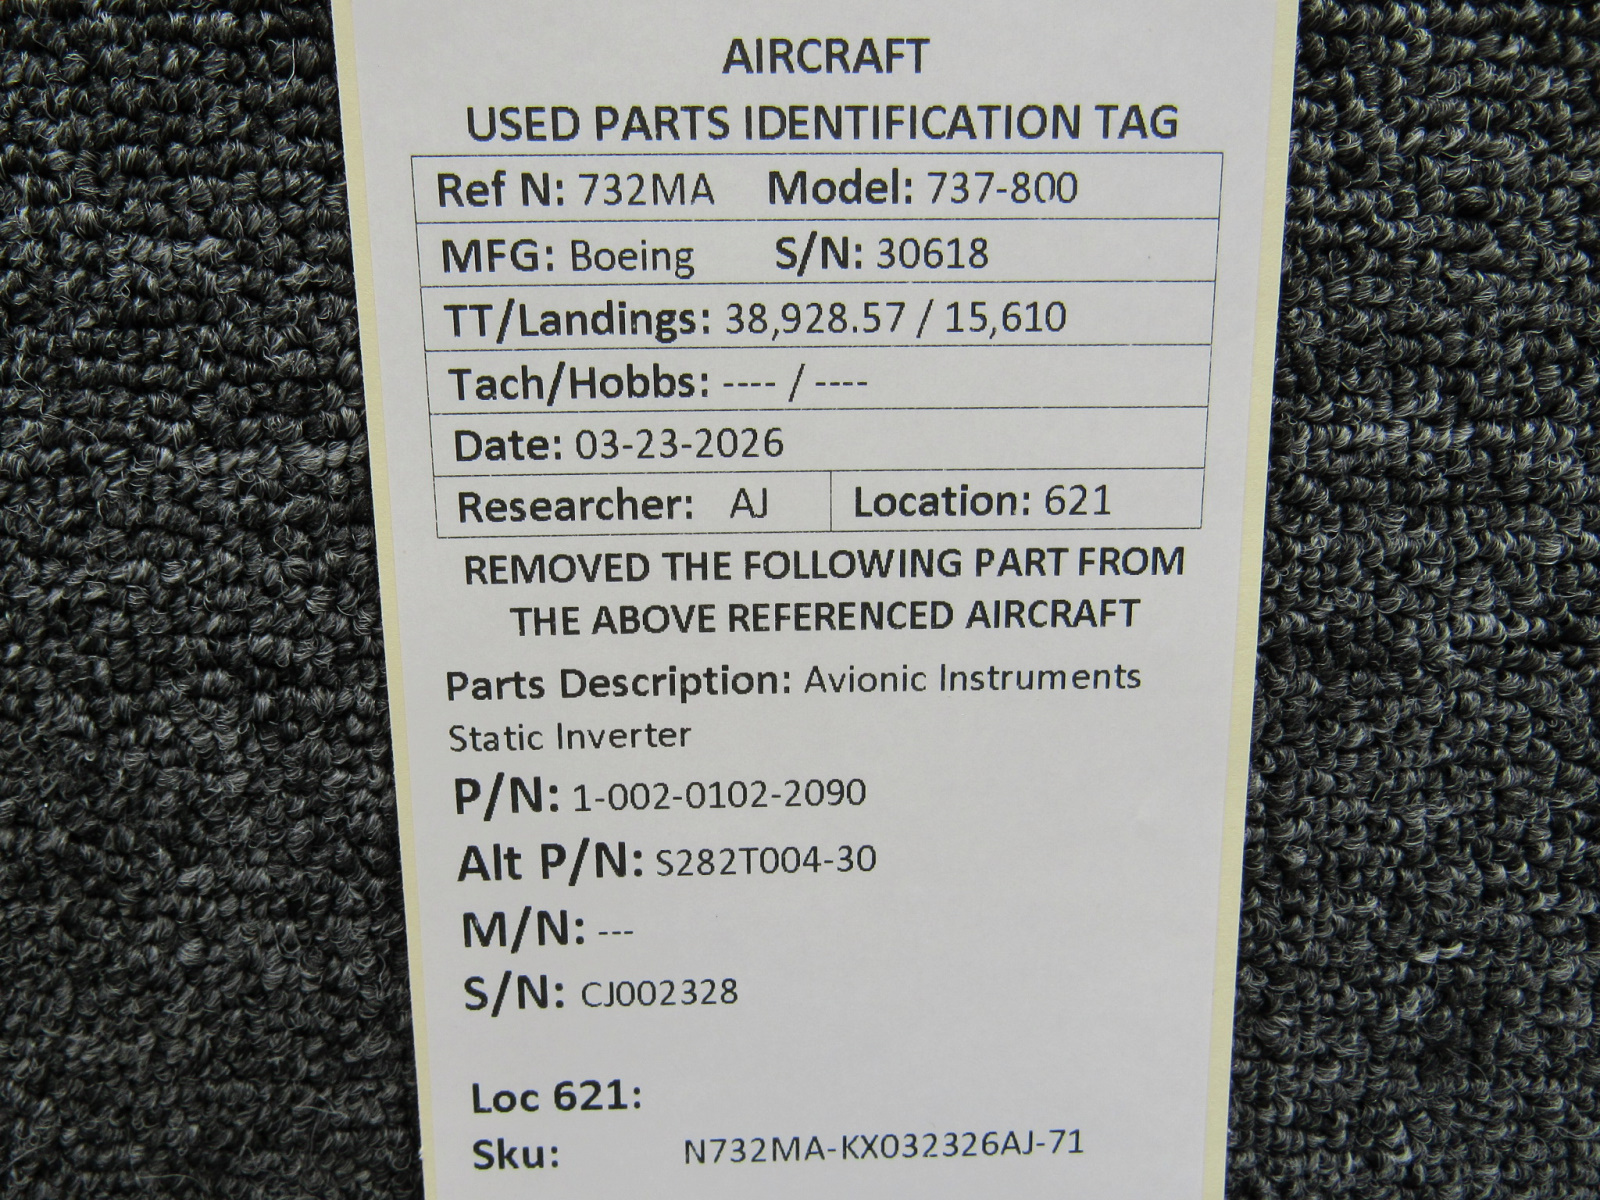 AIRCRAFT
USED PARTS IDENTIFICATION TAG
Ref N: 732MA Model: 737-800
MFG: Boeing S/N: 30618
TT/Landings: 38,928.57 / 15,610
Tach/Hobbs: ---- / ----
Date: 03-23-2026
Researcher: AJ Location: 621
REMOVED THE FOLLOWING PART FROM
THE ABOVE REFERENCED AIRCRAFT
Parts Description: Avionic Instruments
Static Inverter
P/N: 1-002-0102-2090
Alt P/N: S282T004-30
M/N: ---
S/N: CJ002328
Loc 621:
Sku: N732MA-KX032326AJ-71